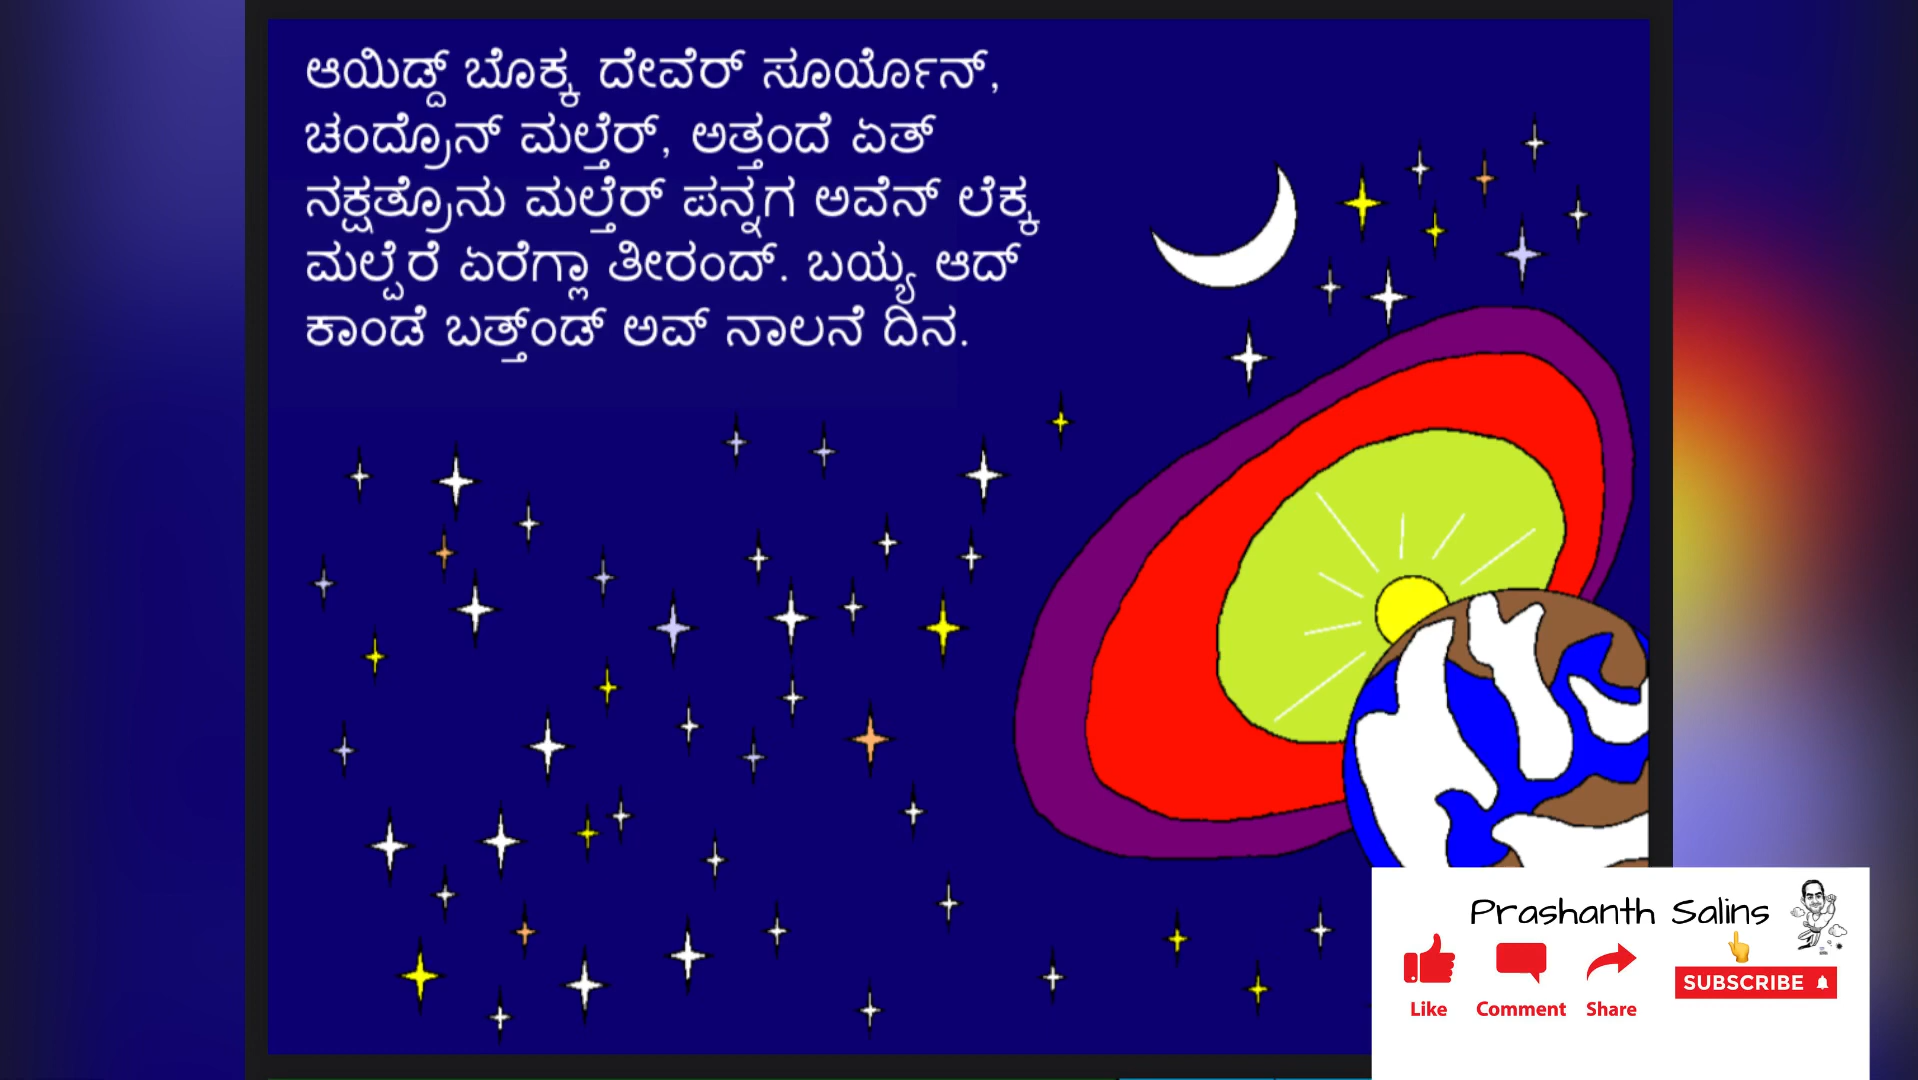 ಆಯಿಡ್ದ್ ಬೊಕ್ಕ ದೇವೆರ್ ಸೂರ್ಯೊನ್,
ಚಂದ್ರೊನ್ ಮಲ್ತೆರ್, ಅತ್ತಂದೆ ಏತ್
ನಕ್ಷತ್ರೊನು ಮಲ್ತೆರ್ ಪನ್ನಗ ಅವೆನ್ ಲೆಕ್ಕ
ಮಲ್ಪೆರೆ ಏರೆಗ್ಲಾ ತೀರಂದ್. ಬಯ್ಯ ಆದ್
ಕಾಂಡೆ ಬತ್ತ್ಂಡ್ ಅವ್ ನಾಲನೆ ದಿನ.
Prashanth Salins
Like Comment Share SUBSCRIBE